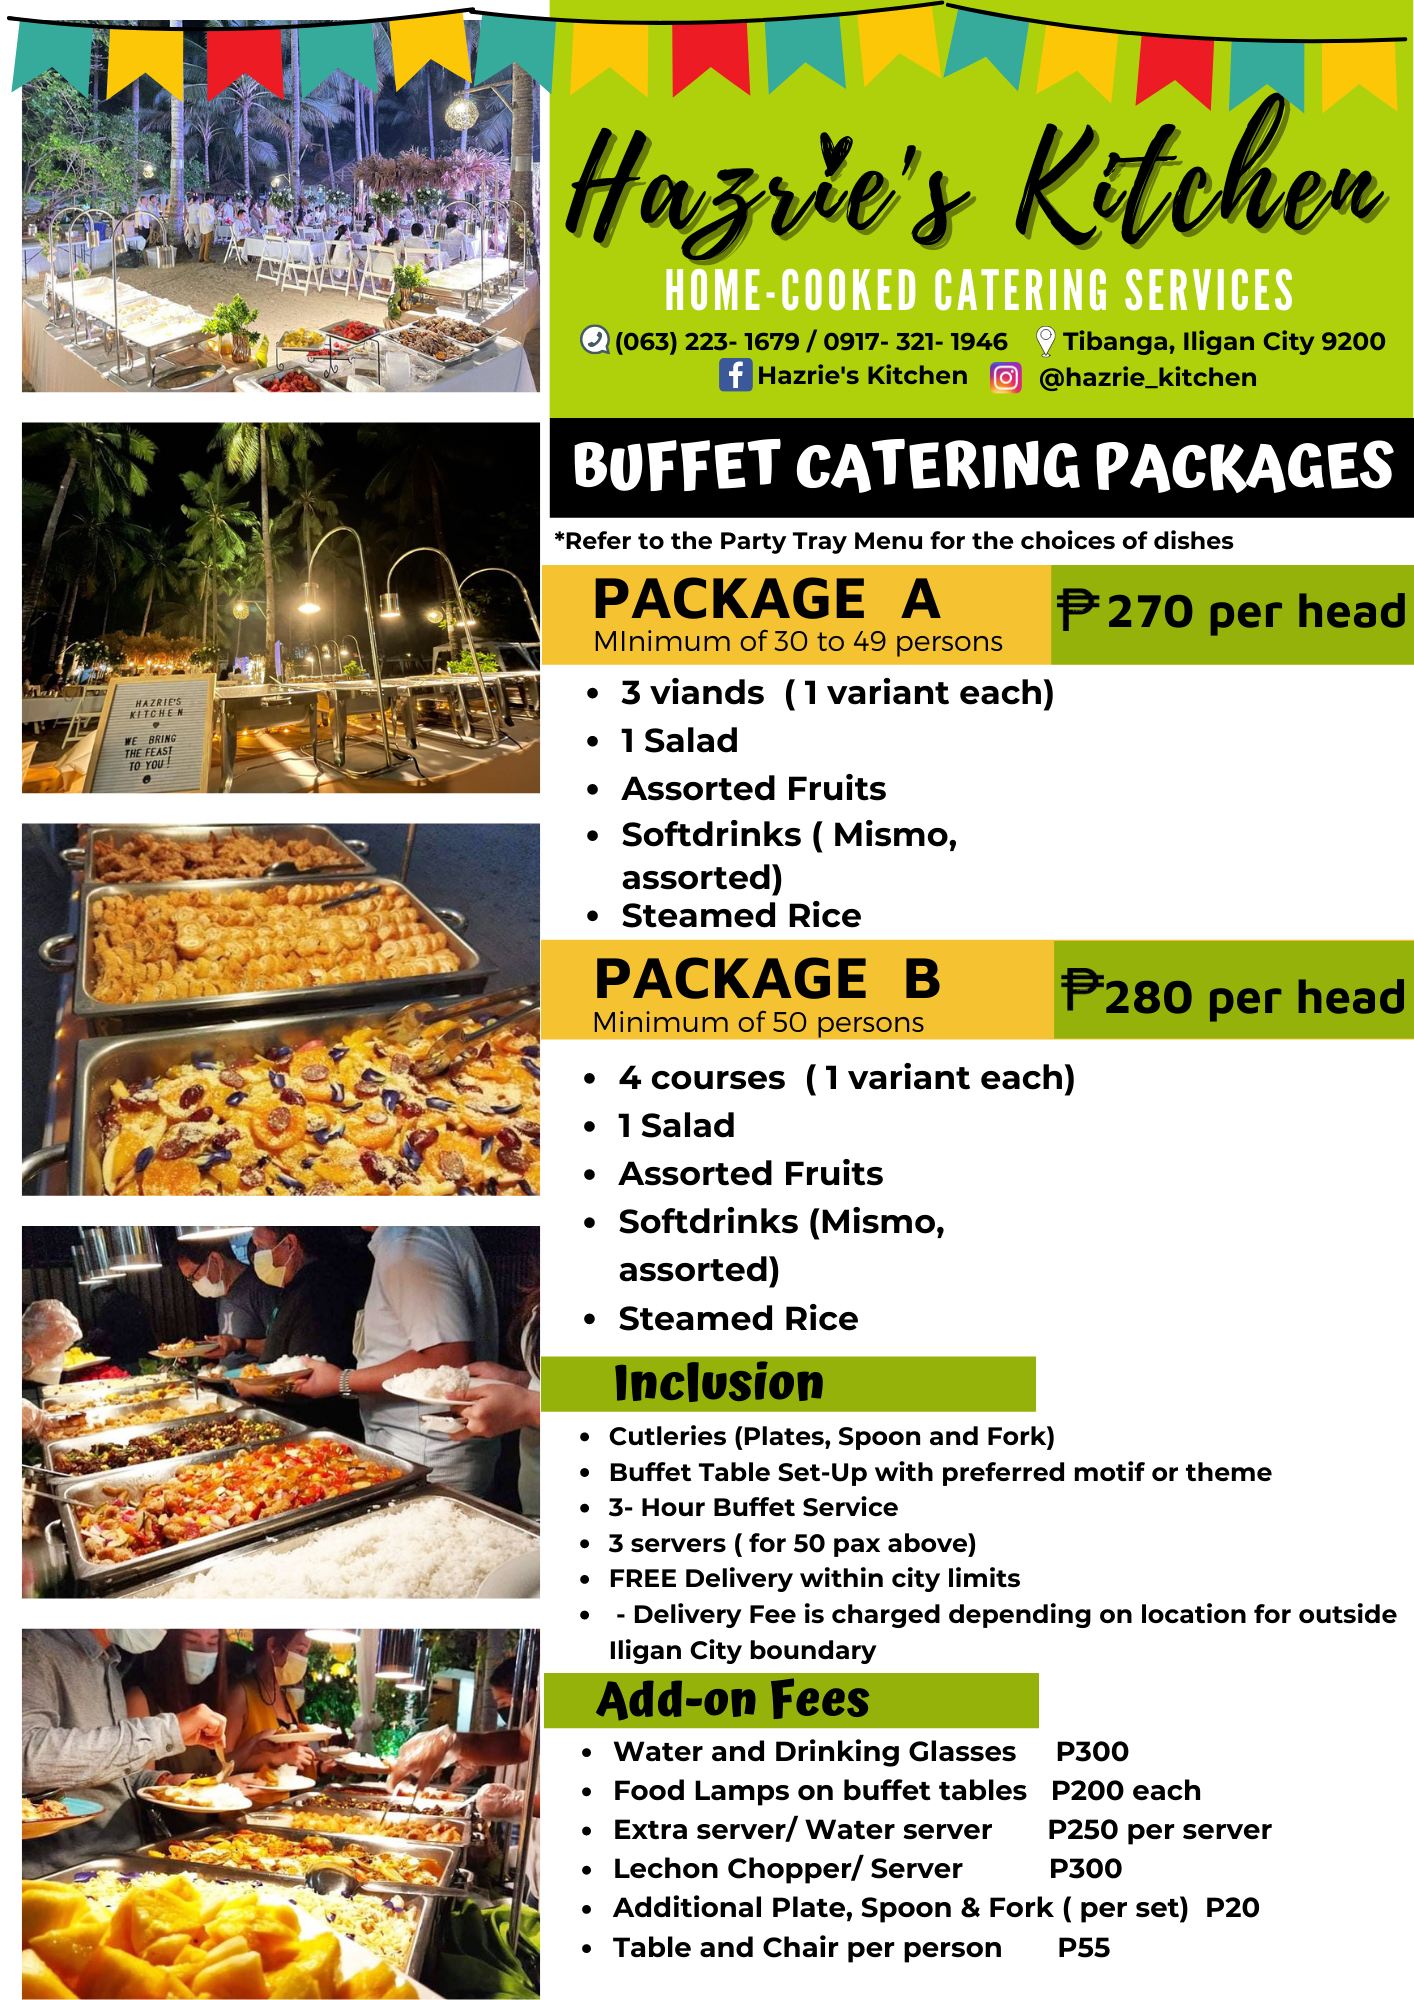 Hazrie's Kitchen
HOME-COOKED CATERING SERVICES
(063) 223- 1679 / 0917- 321- 1946 Tibanga, Iligan City 9200
Hazrie's Kitchen @hazrie_kitchen
BUFFET CATERING PACKAGES
*Refer to the Party Tray Menu for the choices of dishes
PACKAGE A
MInimum of 30 to 49 persons
₱ 270 per head
• 3 viands ( 1 variant each)
• 1 Salad
• Assorted Fruits
• Softdrinks ( Mismo,
assorted)
• Steamed Rice
PACKAGE B
Minimum of 50 persons
₱280 per head
• 4 courses ( 1 variant each)
• 1 Salad
• Assorted Fruits
• Softdrinks (Mismo,
assorted)
• Steamed Rice
Inclusion
• Cutleries (Plates, Spoon and Fork)
• Buffet Table Set-Up with preferred motif or theme
• 3- Hour Buffet Service
• 3 servers ( for 50 pax above)
• FREE Delivery within city limits
• - Delivery Fee is charged depending on location for outside
Iligan City boundary
Add-on Fees
• Water and Drinking Glasses P300
• Food Lamps on buffet tables P200 each
• Extra server/ Water server P250 per server
• Lechon Chopper/ Server P300
• Additional Plate, Spoon & Fork ( per set) P20
• Table and Chair per person P55
HAZRIE'S
KITCHEN
WE BRING
THE FEAST
TO YOU!